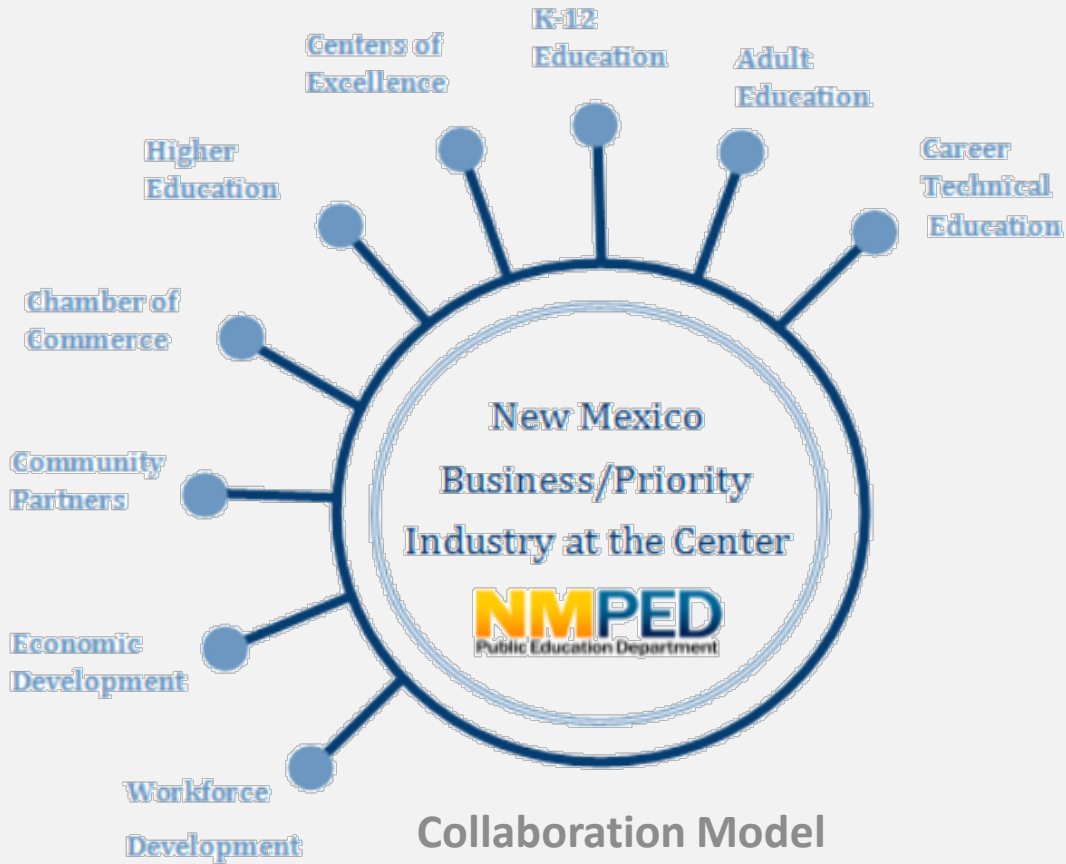 K-12
Education
Centers of
Excellence
Adult
Education
Higher
Education
Career
Technical
Education
Chamber of
Commerce
Community
Partners
Economic
Development
Workforce
Development
New Mexico
Business/Priority
Industry at the Center
NMPED
Public Education Department
Collaboration Model